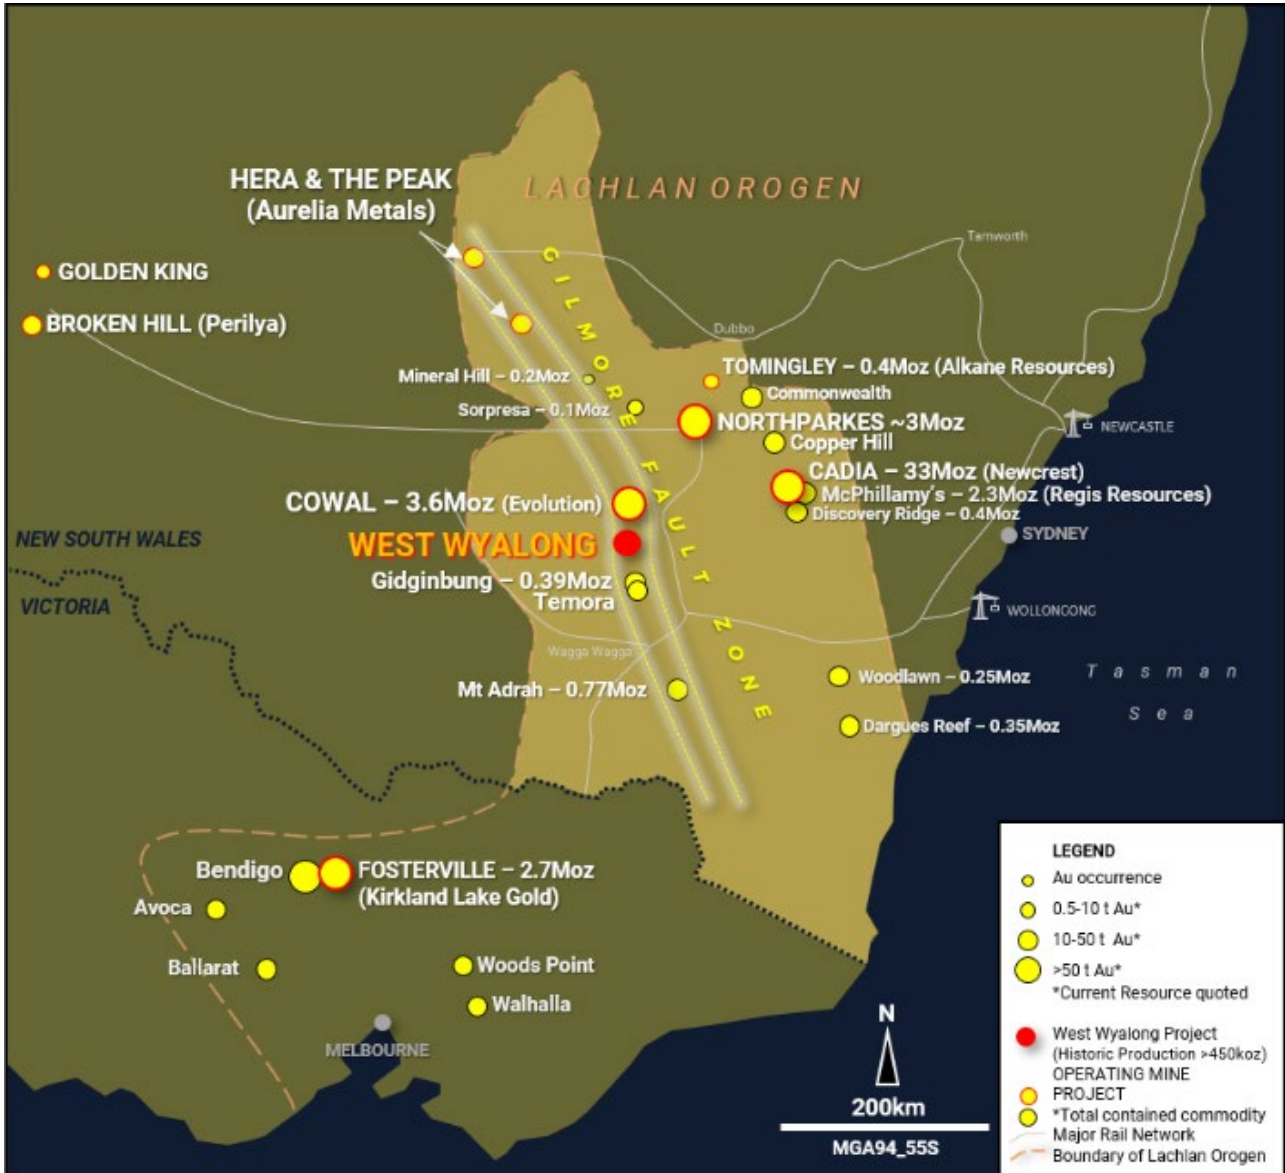 HERA & THE PEAK
(Aurelia Metals)
LACHLAN OROGEN
Tamworth
GOLDEN KING
BROKEN HILL (Perilya)
GILMORE FAULT ZONE
Dubbo
Mineral Hill – 0.2Moz
TOMINGLEY – 0.4Moz (Alkane Resources)
Commonwealth
Sorpresa – 0.1Moz
NORTHPARKES ~3Moz
NEWCASTLE
Copper Hill
CADIA – 33Moz (Newcrest)
COWAL – 3.6Moz (Evolution)
McPhillamy's – 2.3Moz (Regis Resources)
Discovery Ridge – 0.4Moz
NEW SOUTH WALES
WEST WYALONG
SYDNEY
VICTORIA
Gidginbung – 0.39Moz
Temora
WOLLONGONG
Wagga Wagga
Mt Adrah – 0.77Moz
Woodlawn – 0.25Moz
Tasman
Sea
Dargues Reef – 0.35Moz
Bendigo
FOSTERVILLE – 2.7Moz
(Kirkland Lake Gold)
Avoca
Ballarat
Woods Point
Walhalla
MELBOURNE
N
200km
MGA94_55S
LEGEND
Au occurrence
0.5-10 t Au*
10-50 t Au*
>50 t Au*
*Current Resource quoted
West Wyalong Project
(Historic Production >450koz)
OPERATING MINE
PROJECT
*Total contained commodity
Major Rail Network
Boundary of Lachlan Orogen